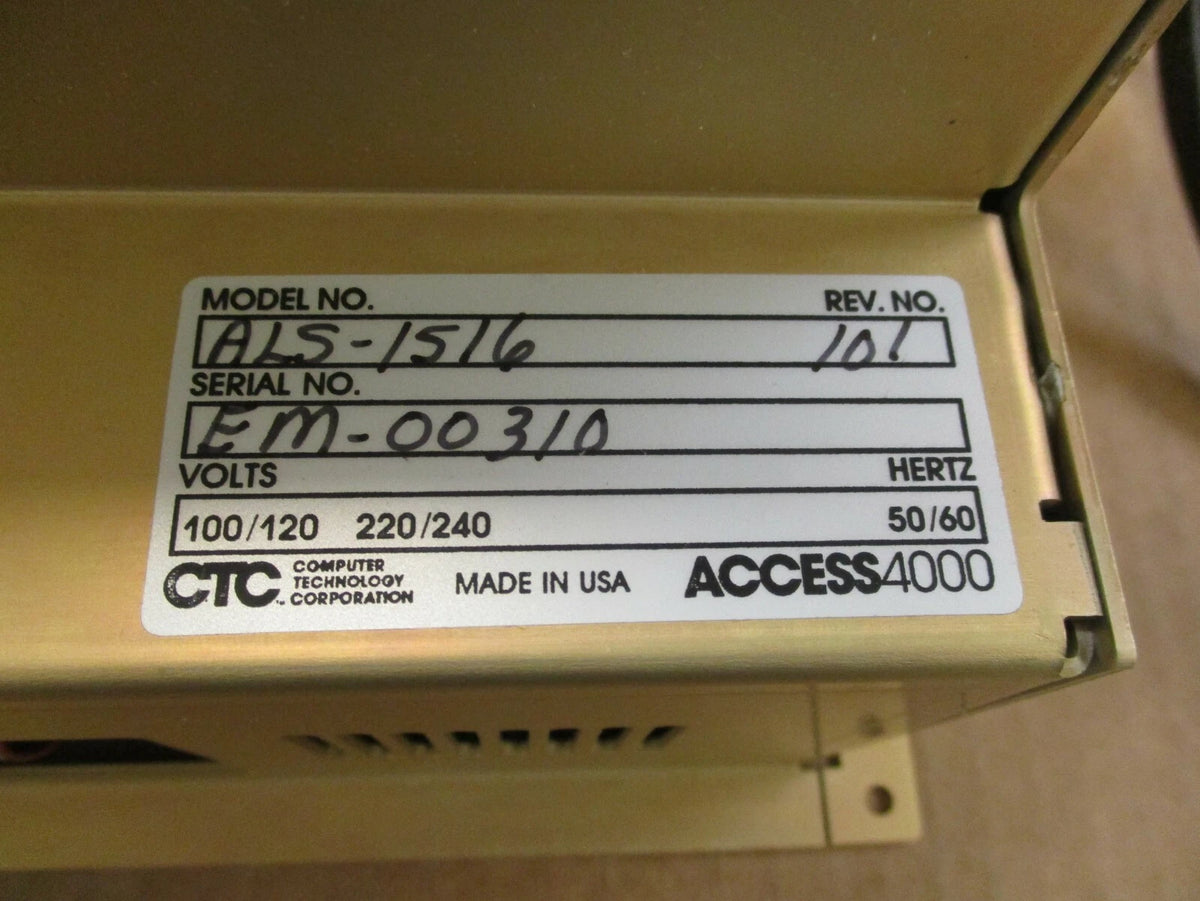 MODEL NO. REV. NO.
ALS-1516 101
SERIAL NO.
EM-00310
VOLTS HERTZ
100/120 220/240 50/60
CTC COMPUTER
TECHNOLOGY
CORPORATION
MADE IN USA
ACCESS4000